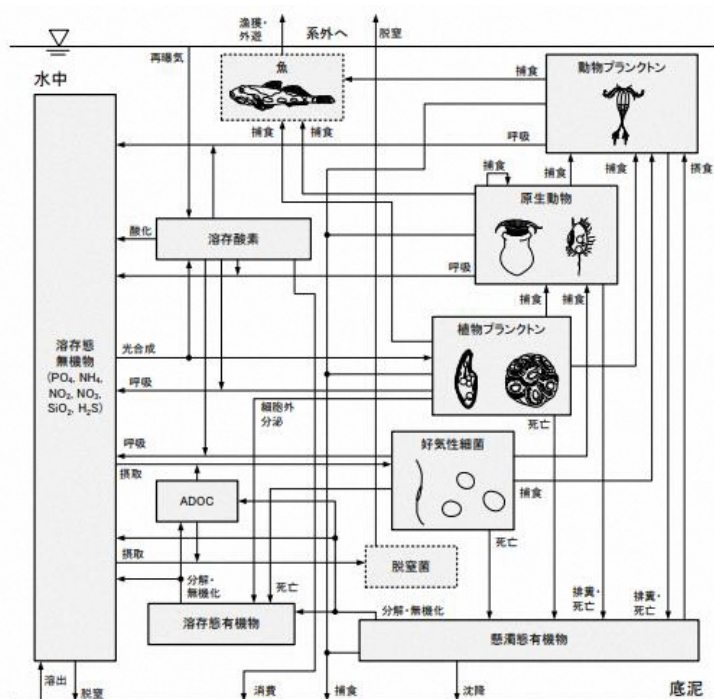 漁獲・
外遊
系外へ
脱窒
再曝気
水中
魚
捕食
動物プランクトン
捕食
捕食
呼吸
捕食
捕食
捕食
摂食
原生動物
酸化
溶存酸素
呼吸
捕食
捕食
植物プランクトン
溶存態
無機物
(PO₄, NH₄,
NO₂, NO₃,
SiO₂, H₂S)
光合成
呼吸
細胞外
分泌
死亡
呼吸
好気性細菌
摂取
ADOC
捕食
死亡
摂取
脱窒菌
分解・
無機化
死亡
排糞・
死亡
排糞・
死亡
溶存態有機物
分解・無機化
懸濁態有機物
溶出
脱窒
消費
捕食
沈降
底泥